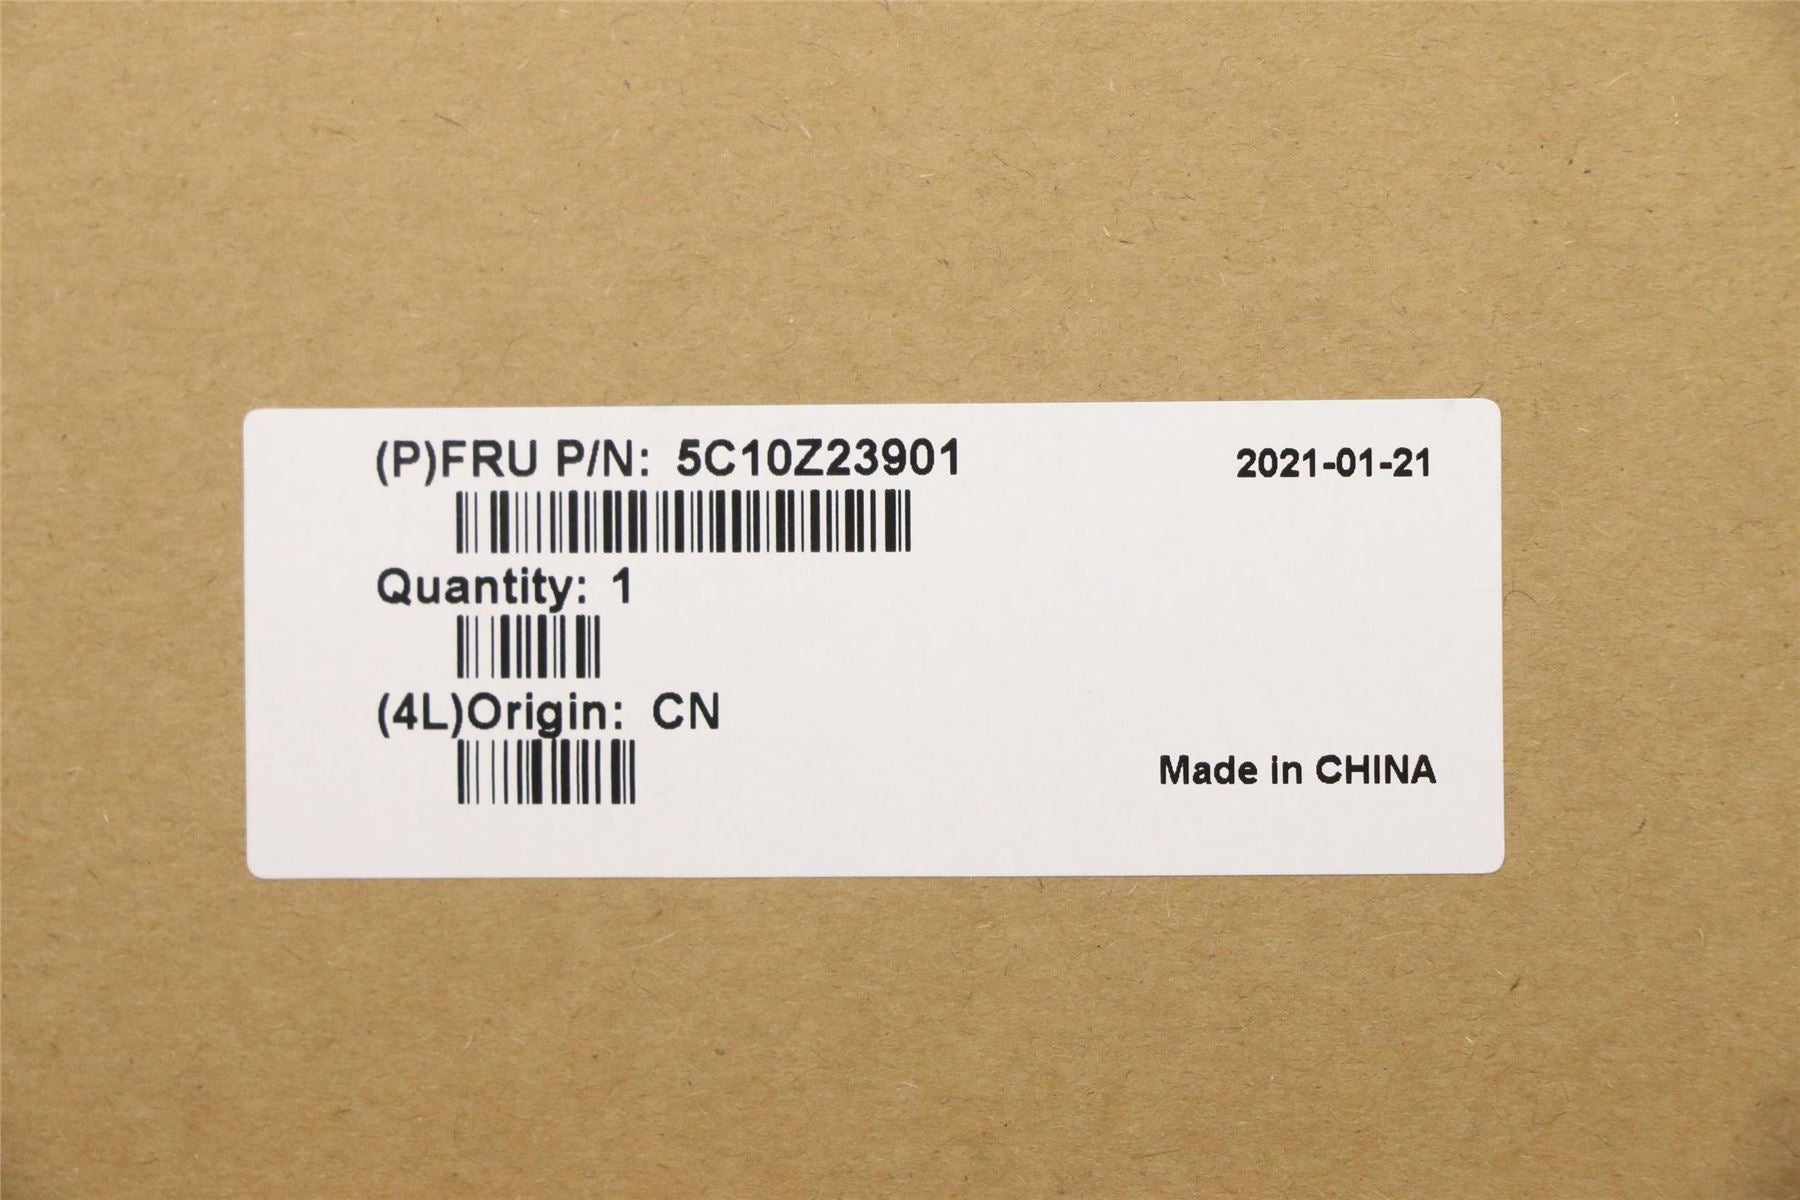 (P)FRU P/N: 5C10Z23901
2021-01-21
Quantity: 1
(4L)Origin: CN
Made in CHINA